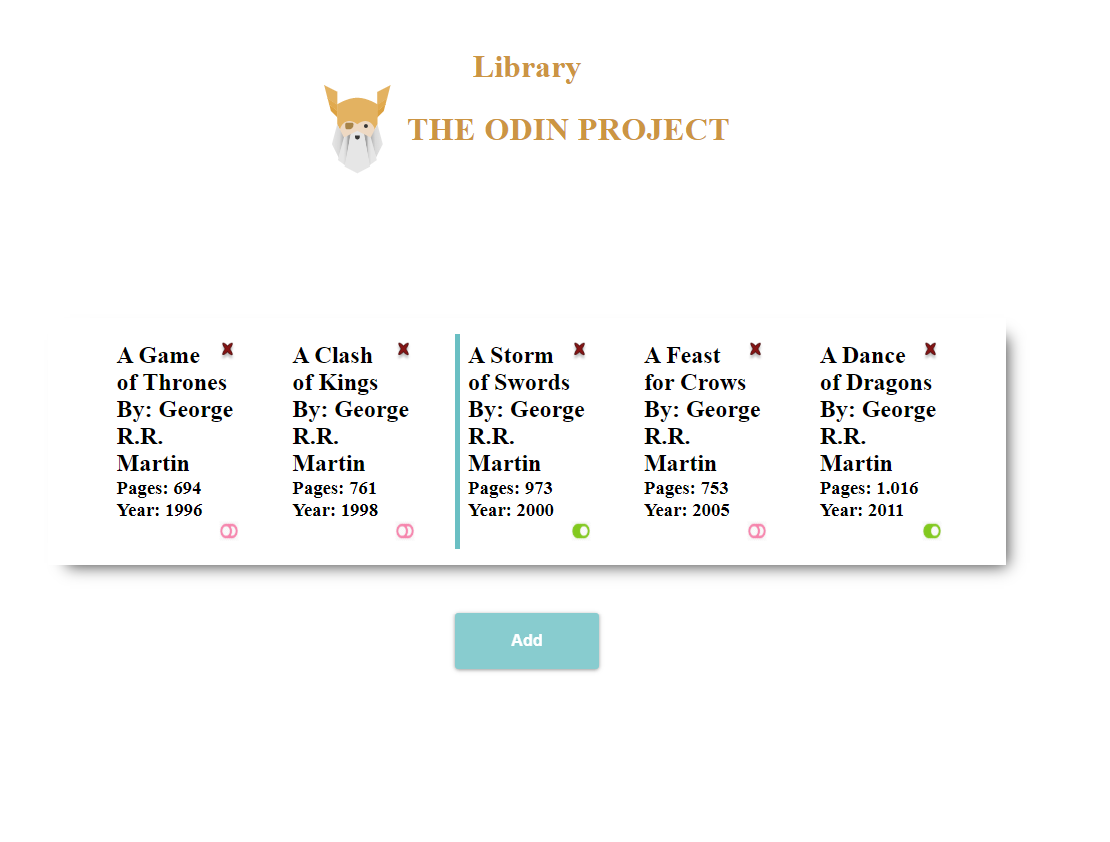 Library
THE ODIN PROJECT
A Game
of Thrones
By: George
R.R.
Martin
Pages: 694
Year: 1996
A Clash
of Kings
By: George
R.R.
Martin
Pages: 761
Year: 1998
A Storm
of Swords
By: George
R.R.
Martin
Pages: 973
Year: 2000
A Feast
for Crows
By: George
R.R.
Martin
Pages: 753
Year: 2005
A Dance
of Dragons
By: George
R.R.
Martin
Pages: 1.016
Year: 2011
Add